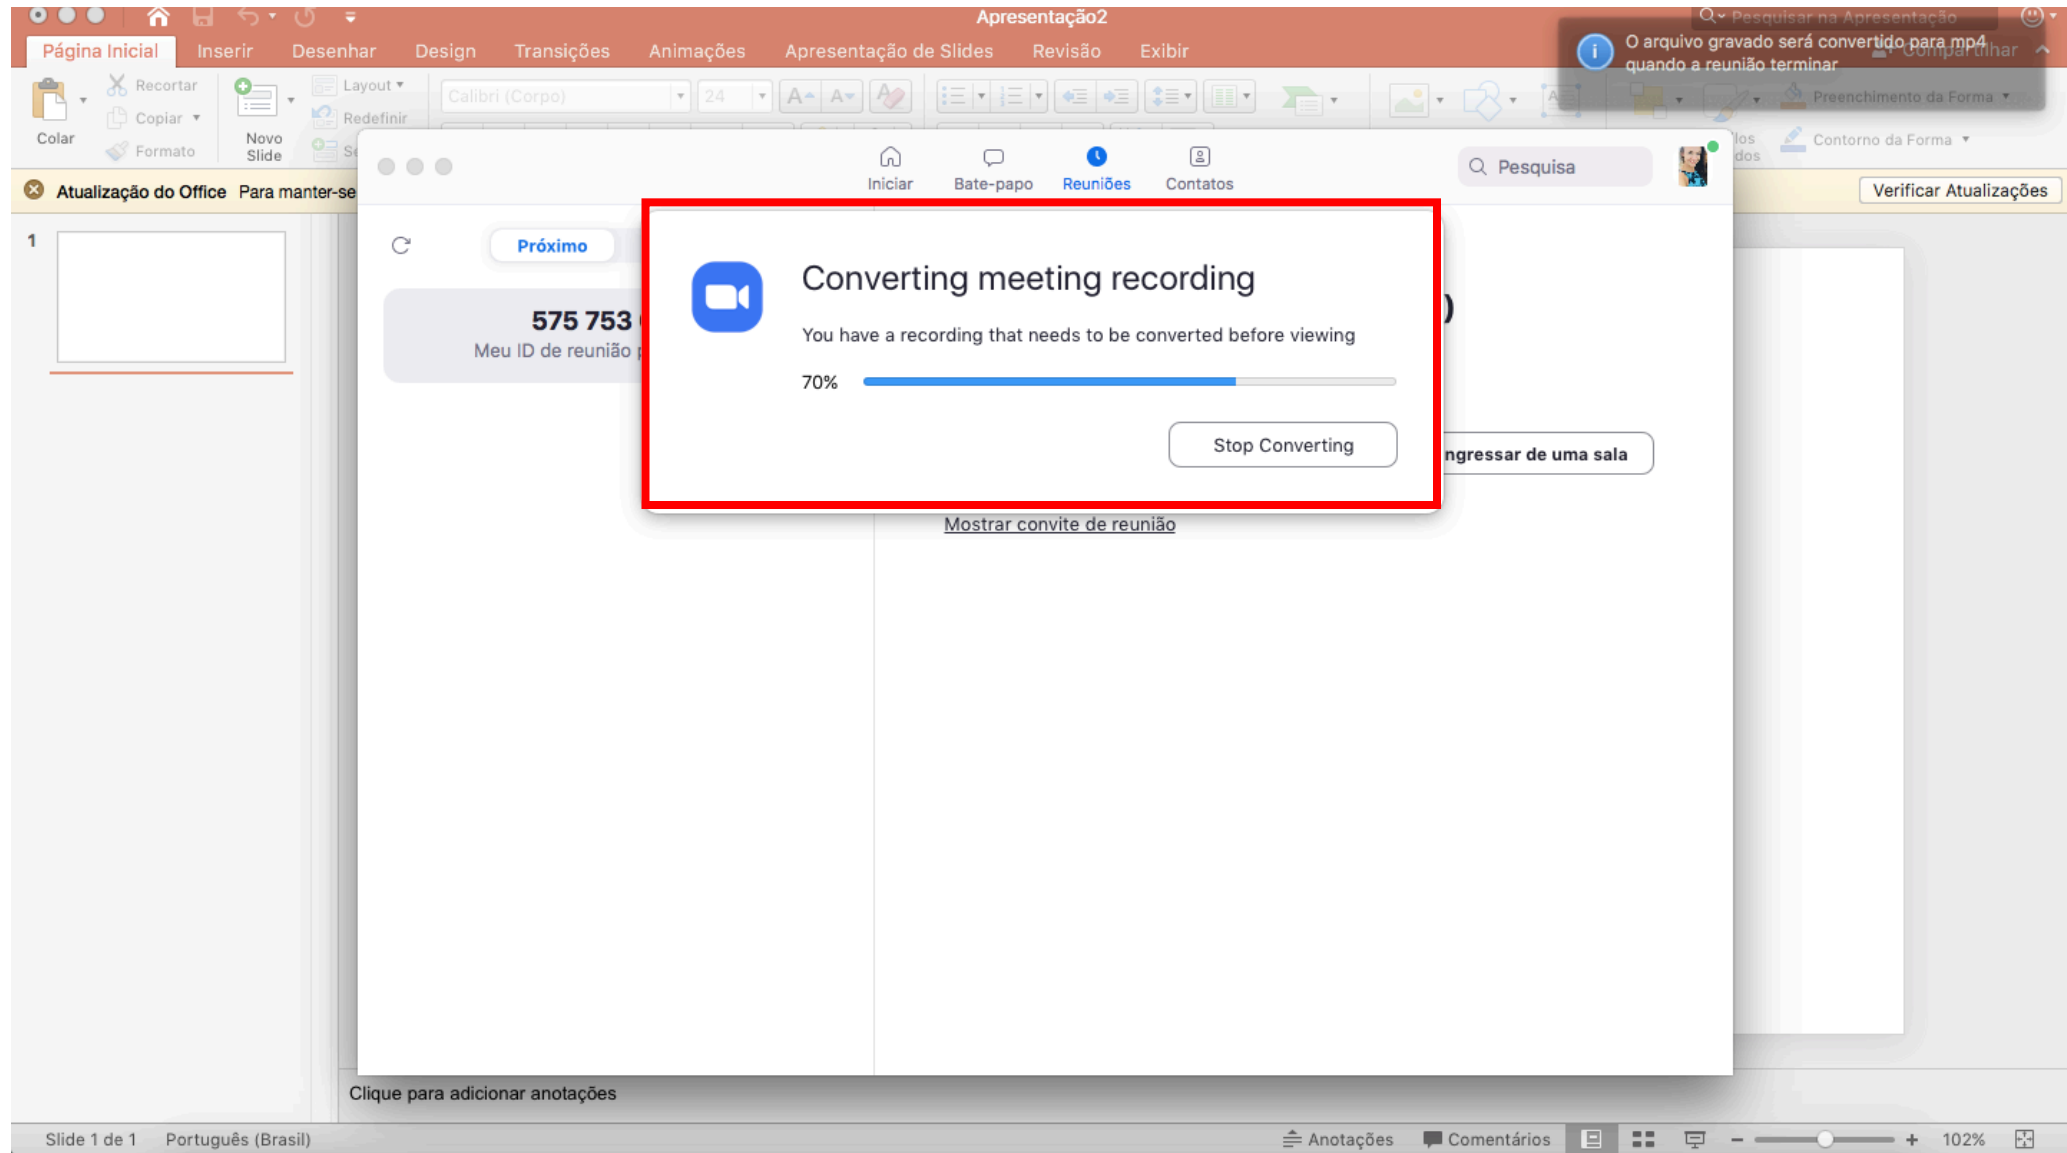 Apresentação2
Pesquisar na Apresentação
Página Inicial Inserir Desenhar Design Transições Animações Apresentação de Slides Revisão Exibir
O arquivo gravado será convertido para mp4
quando a reunião terminar
Compartilhar
Recortar
Copiar
Formato
Colar
Novo
Slide
Layout
Redefinir
Calibri (Corpo) 24
Preenchimento da Forma
Contorno da Forma
Atualização do Office Para manter-se
Verificar Atualizações
Iniciar Bate-papo Reuniões Contatos
Pesquisa
1
Próximo
575 753
Meu ID de reunião
Converting meeting recording
You have a recording that needs to be converted before viewing
70%
Stop Converting
ngressar de uma sala
Mostrar convite de reunião
Clique para adicionar anotações
Slide 1 de 1 Português (Brasil) Anotações Comentários 102%